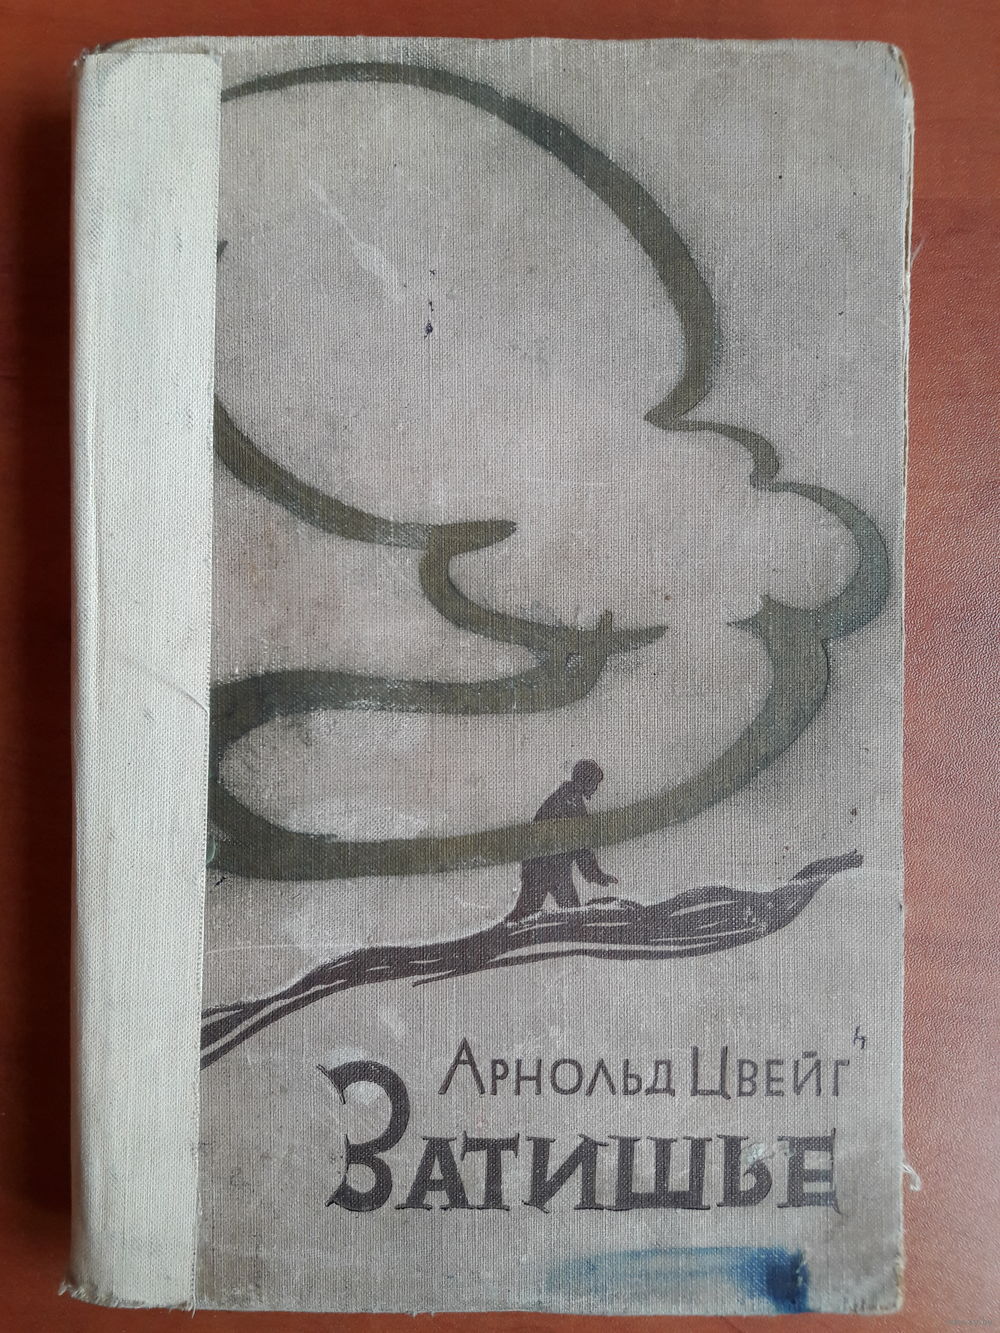 Арнольд Цвейг
Затишье